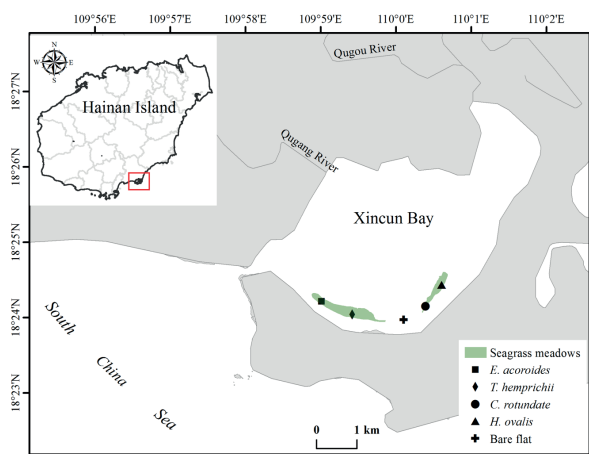 109°56′E 109°57′E 109°58′E 109°59′E 110°0′E 110°1′E 110°2′E
N
W E
S
Hainan Island
Qugou River
Qugang River
Xincun Bay
18°27′N
18°26′N
18°25′N
18°24′N
18°23′N
South
China
Sea
0 1 km
Seagrass meadows
E. acoroides
T. hemprichii
C. rotundate
H. ovalis
Bare flat